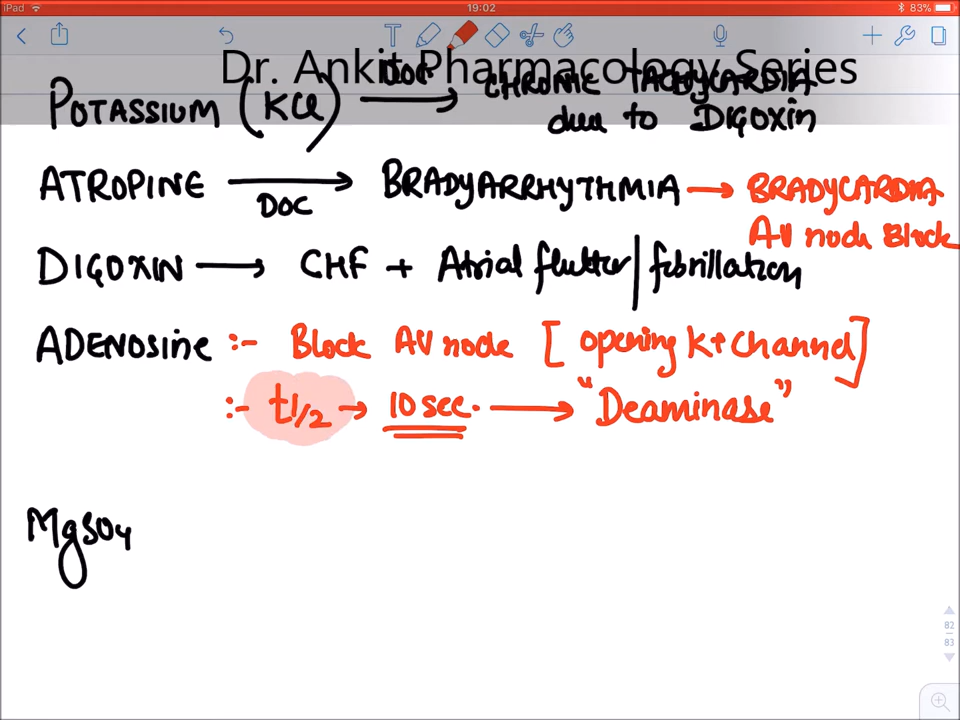 iPad 19:02 83%
T
Dr. Ankit Pharmacology Series
POTASSIUM (KCl) DOC CHRONIC TACHYCARDIA
due to DIGOXIN
ATROPINE DOC BRADYARRHYTHMIA → BRADYCARDIA
AV node Block
DIGOXIN → CHF + Atrial flutter/fibrillation
ADENOSINE :- Block AV node [opening K+ Channel]
:- t1/2 → 10 sec. → "Deaminase"
MgSO4
82
83